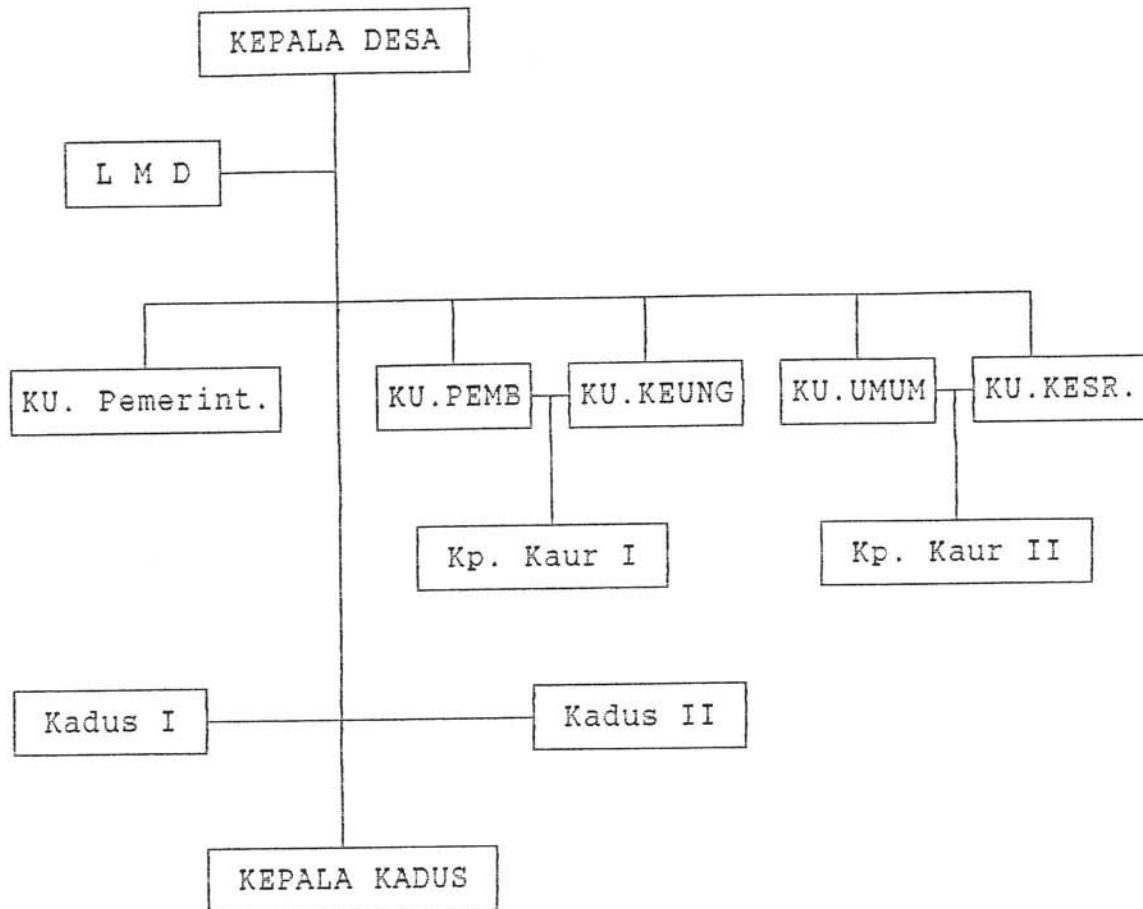 KEPALA DESA
L M D
KU. Pemerint.
KU.PEMB
KU.KEUNG
KU.UMUM
KU.KESR.
Kp. Kaur I
Kp. Kaur II
Kadus I
Kadus II
KEPALA KADUS